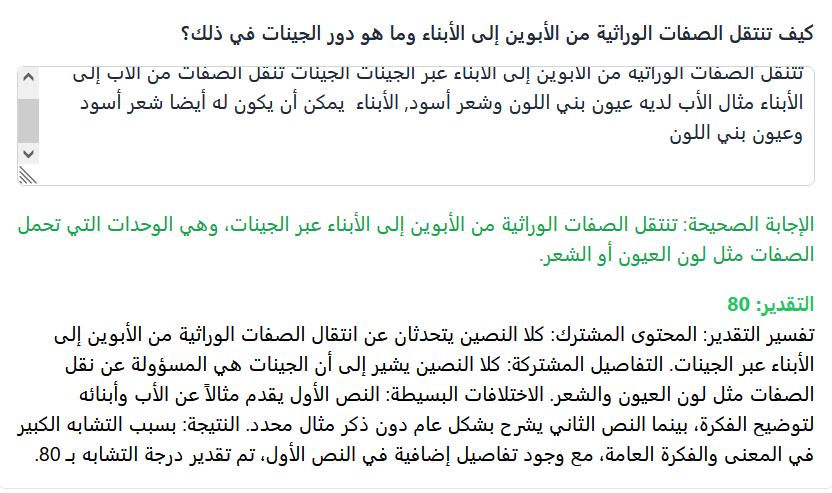 كيف تنتقل الصفات الوراثية من الأبوين إلى الأبناء وما هو دور الجينات في ذلك؟
تتنقل الصفات الوراثيه من الابوين إلى الابناء عبر الجينات الجينات تنقل الصفات من الاب إلى
الأبناء مثال الأب لديه عيون بني اللون وشعر أسود, الأبناء يمكن أن يكون له أيضا شعر أسود
وعيون بني اللون
الإجابة الصحيحة: تنتقل الصفات الوراثية من الأبوين إلى الأبناء عبر الجينات، وهي الوحدات التي تحمل
الصفات مثل لون العيون أو الشعر.
التقدير: 80
تفسير التقدير: المحتوى المشترك: كلا النصين يتحدثان عن انتقال الصفات الوراثية من الأبوين إلى
الأبناء عبر الجينات. التفاصيل المشتركة: كلا النصين يشير إلى أن الجينات هي المسؤولة عن نقل
الصفات مثل لون العيون والشعر. الاختلافات البسيطة: النص الأول يقدم مثالاً عن الأب وأبنائه
لتوضيح الفكرة، بينما النص الثاني يشرح بشكل عام دون ذكر مثال محدد. النتيجة: بسبب التشابه الكبير
في المعنى والفكرة العامة، مع وجود تفاصيل إضافية في النص الأول، تم تقدير درجة التشابه بـ 80.